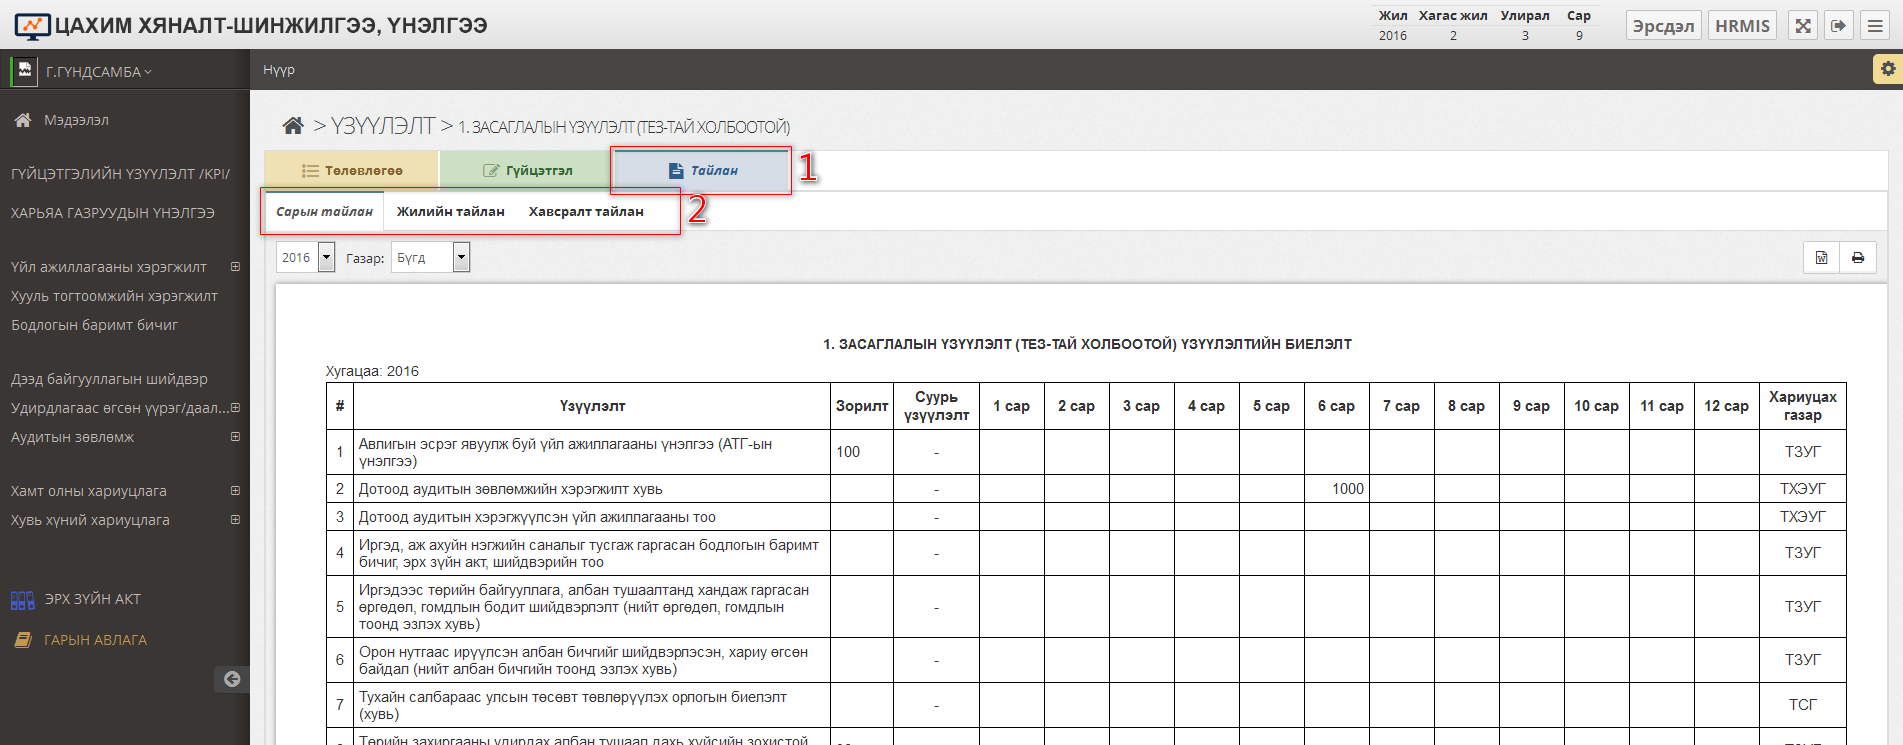 ЦАХИМ ХЯНАЛТ-ШИНЖИЛГЭЭ, ҮНЭЛГЭЭ
Жил Хагас жил Улирал Сар
2016 2 3 9
Эрсдэл HRMIS
Г.ГҮНДСАМБА
Нүүр
Мэдээлэл
ГҮЙЦЭТГЭЛИЙН ҮЗҮҮЛЭЛТ /KPI/
ХАРЬЯА ГАЗРУУДЫН ҮНЭЛГЭЭ
Үйл ажиллагааны хэрэгжилт
Хууль тогтоомжийн хэрэгжилт
Бодлогын баримт бичиг
Дээд байгууллагын шийдвэр
Удирдлагаас өгсөн үүрэг/даал...
Аудитын зөвлөмж
Хамт олны хариуцлага
Хувь хүний хариуцлага
ЭРХ ЗҮЙН АКТ
ГАРЫН АВЛАГА
> ҮЗҮҮЛЭЛТ > 1. ЗАСАГЛАЛЫН ҮЗҮҮЛЭЛТ (ТЕЗ-ТАЙ ХОЛБООТОЙ)
Төлөвлөгөө Гүйцэтгэл Тайлан 1
Сарын тайлан Жилийн тайлан Хавсралт тайлан 2
2016 Газар: Бүгд
1. ЗАСАГЛАЛЫН ҮЗҮҮЛЭЛТ (ТЕЗ-ТАЙ ХОЛБООТОЙ) ҮЗҮҮЛЭЛТИЙН БИЕЛЭЛТ
Хугацаа: 2016
# Үзүүлэлт Зорилт Суурь үзүүлэлт 1 сар 2 сар 3 сар 4 сар 5 сар 6 сар 7 сар 8 сар 9 сар 10 сар 11 сар 12 сар Хариуцах газар
1 Авлигын эсрэг явуулж буй үйл ажиллагааны үнэлгээ (АТГ-ын үнэлгээ) 100 - ТЗУГ
2 Дотоод аудитын зөвлөмжийн хэрэгжилт хувь - 1000 ТХЭУГ
3 Дотоод аудитын хэрэгжүүлсэн үйл ажиллагааны тоо - ТХЭУГ
4 Иргэд, аж ахуйн нэгжийн саналыг тусгаж гаргасан бодлогын баримт бичиг, эрх зүйн акт, шийдвэрийн тоо - ТЗУГ
5 Иргэдээс төрийн байгууллага, албан тушаалтанд хандаж гаргасан өргөдөл, гомдлын бодит шийдвэрлэлт (нийт өргөдөл, гомдлын тоонд эзлэх хувь) - ТЗУГ
6 Орон нутгаас ирүүлсэн албан бичгийг шийдвэрлэсэн, хариу өгсөн байдал (нийт албан бичгийн тоонд эзлэх хувь) - ТЗУГ
7 Тухайн салбараас улсын төсөвт төвлөрүүлэх орлогын биелэлт (хувь) - ТСГ
Төрийн захиргааны удирдах албан тушаал дахь хүйсийн зохистой